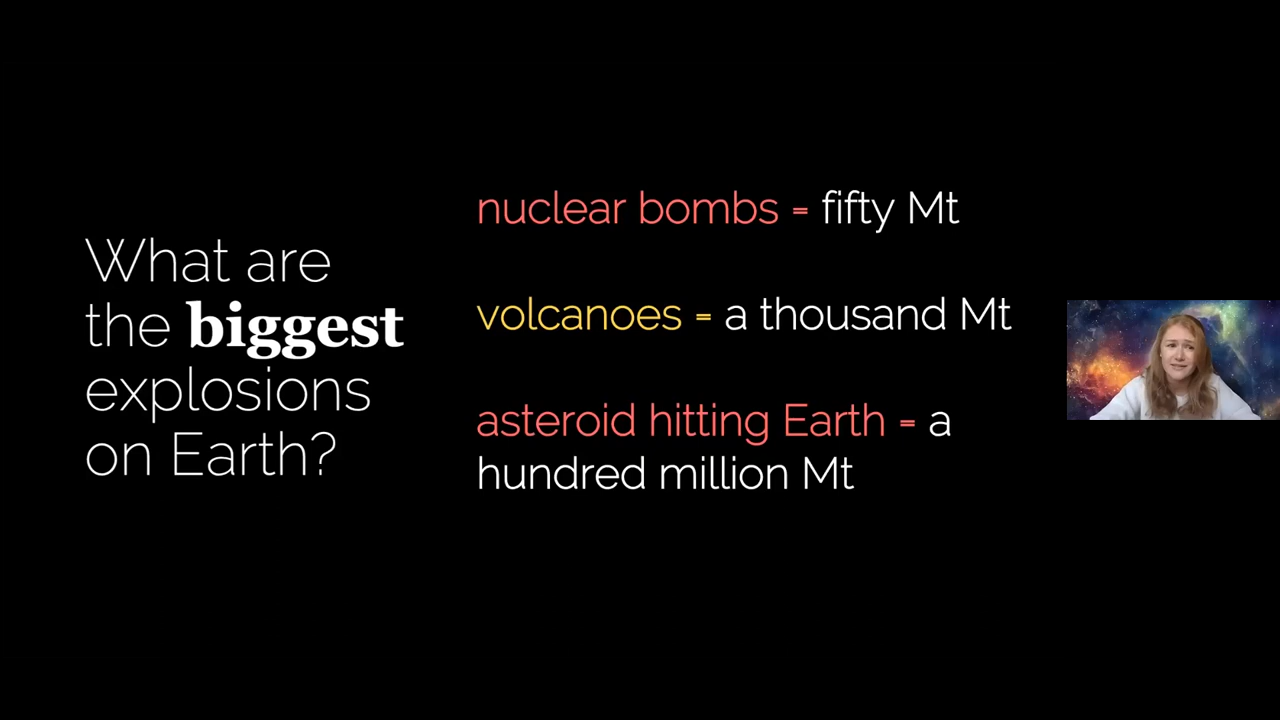 What are
the biggest
explosions
on Earth?
nuclear bombs = fifty Mt
volcanoes = a thousand Mt
asteroid hitting Earth = a
hundred million Mt